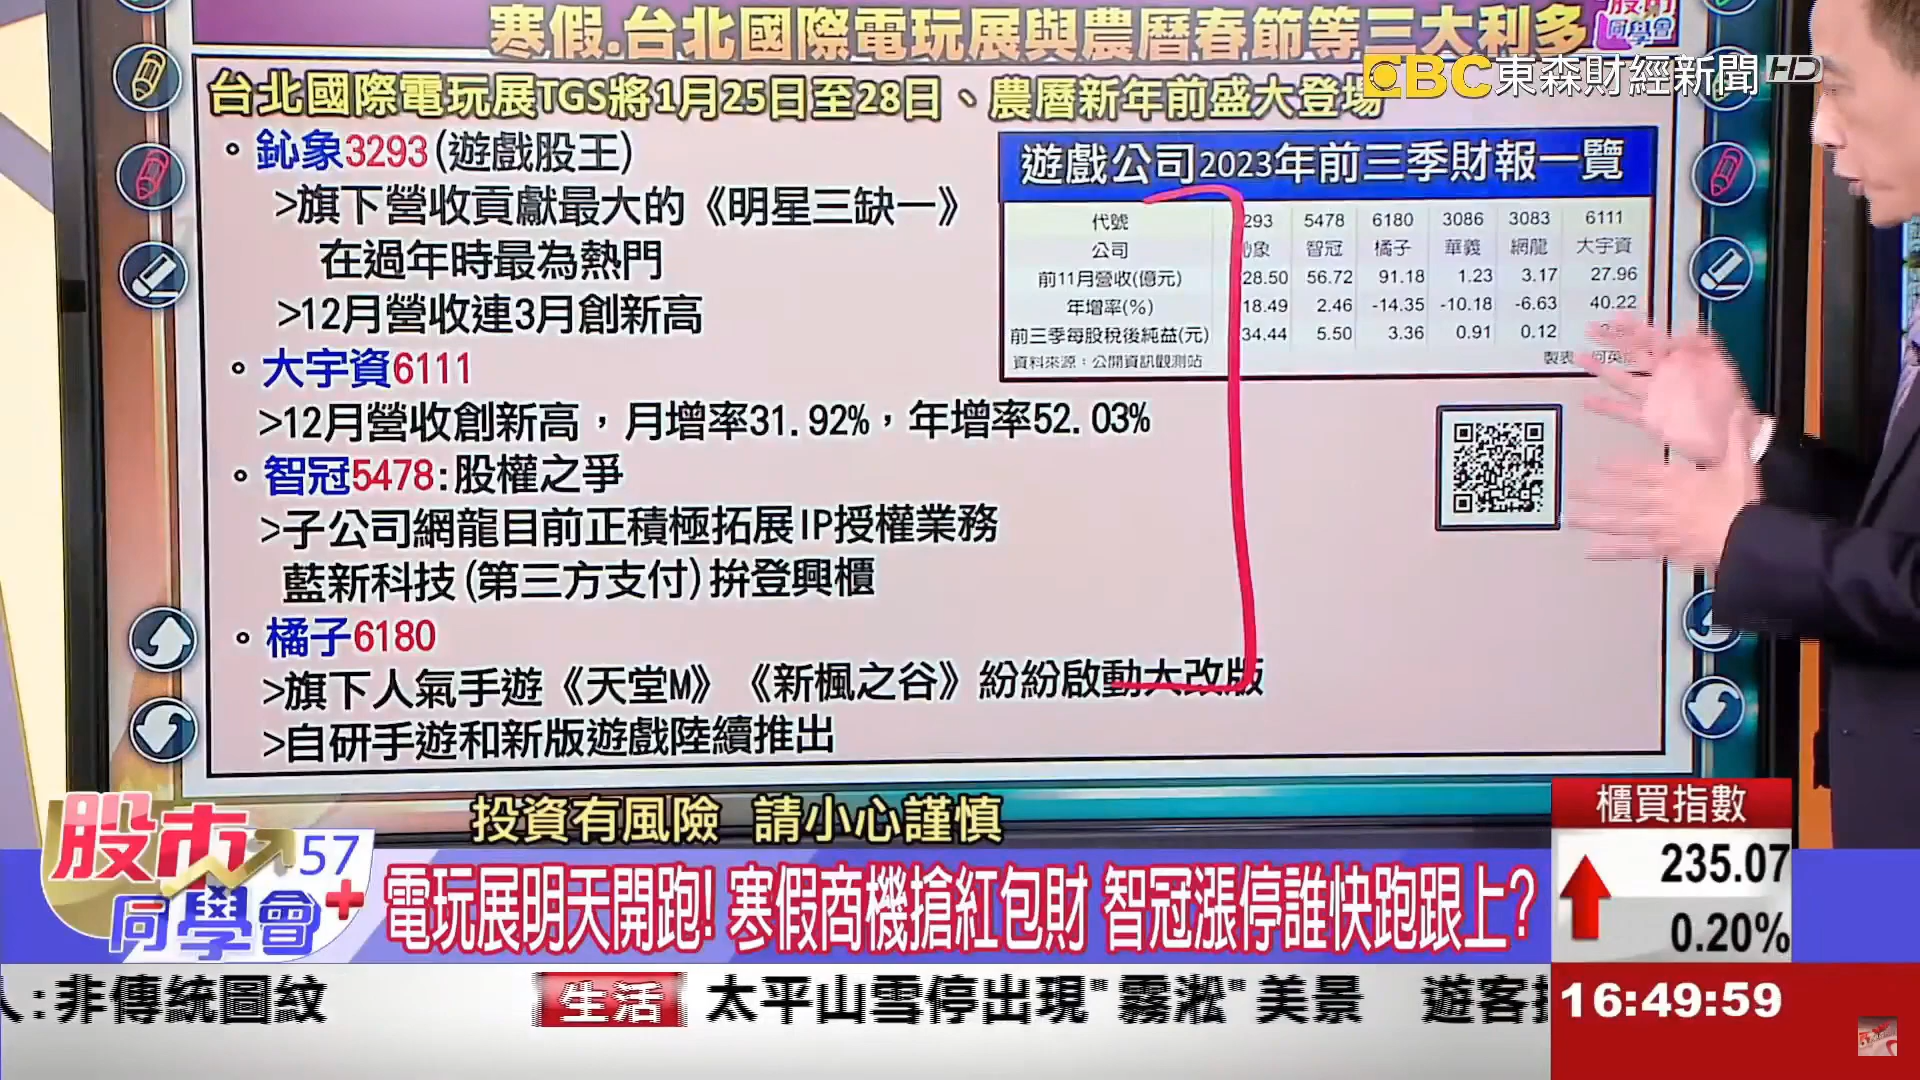 寒假.台北國際電玩展與農曆春節等三大利多
股市
同學會
EBC 東森財經新聞 HD
台北國際電玩展TGS將1月25日至28日、農曆新年前盛大登場
。鈊象3293(遊戲股王)
>旗下營收貢獻最大的《明星三缺一》
在過年時最為熱門
>12月營收連3月創新高
。大宇資6111
>12月營收創新高，月增率31.92%，年增率52.03%
。智冠5478:股權之爭
>子公司網龍目前正積極拓展IP授權業務
藍新科技(第三方支付)拚登興櫃
。橘子6180
>旗下人氣手遊《天堂M》《新楓之谷》紛紛啟動大改版
>自研手遊和新版遊戲陸續推出
遊戲公司2023年前三季財報一覽
代號 293 5478 6180 3086 3083 6111
公司 象 智冠 橘子 華義 網龍 大宇資
前11月營收(億元) 28.50 56.72 91.18 1.23 3.17 27.96
年增率(%) 18.49 2.46 -14.35 -10.18 -6.63 40.22
前三季每股稅後純益(元) 34.44 5.50 3.36 0.91 0.12
資料來源：公開資訊觀測站 製表
投資有風險 請小心謹慎
股市 57
同學會+
電玩展明天開跑! 寒假商機搶紅包財 智冠漲停誰快跑跟上?
櫃買指數
235.07
0.20%
:非傳統圖紋 生活 太平山雪停出現"霧淞"美景 遊客
16:49:59